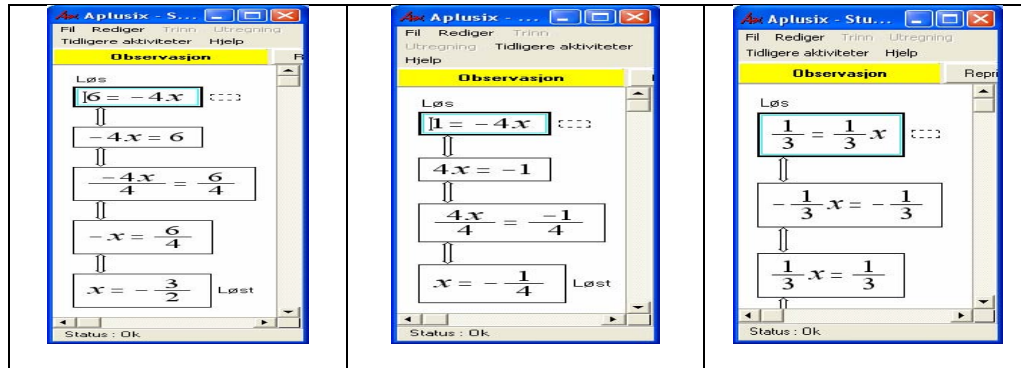 Aplusix - S...
Fil Rediger Trinn Utregning
Tidligere aktiviteter Hjelp
Observasjon R
Løs
6 = −4x
−4x = 6
−4x/4 = 6/4
−x = 6/4
x = −3/2 Løst
Status : Ok
Aplusix - ...
Fil Rediger Trinn
Utregning Tidligere aktiviteter
Hjelp
Observasjon
Løs
1 = −4x
4x = −1
4x/4 = −1/4
x = −1/4 Løst
Status : Ok
Aplusix - Stu...
Fil Rediger Trinn Utregning
Tidligere aktiviteter Hjelp
Observasjon Repri
Løs
1/3 = 1/3 x
−1/3 x = −1/3
1/3 x = 1/3
Status : Ok